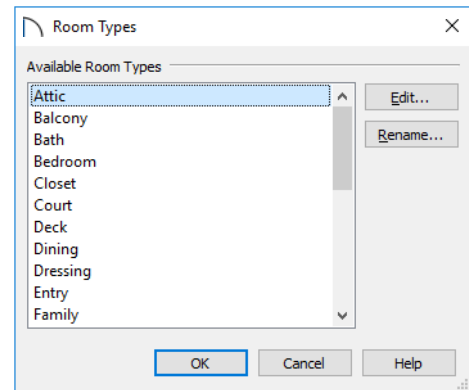 Room Types
Available Room Types
Attic
Balcony
Bath
Bedroom
Closet
Court
Deck
Dining
Dressing
Entry
Family
Edit...
Rename...
OK
Cancel
Help